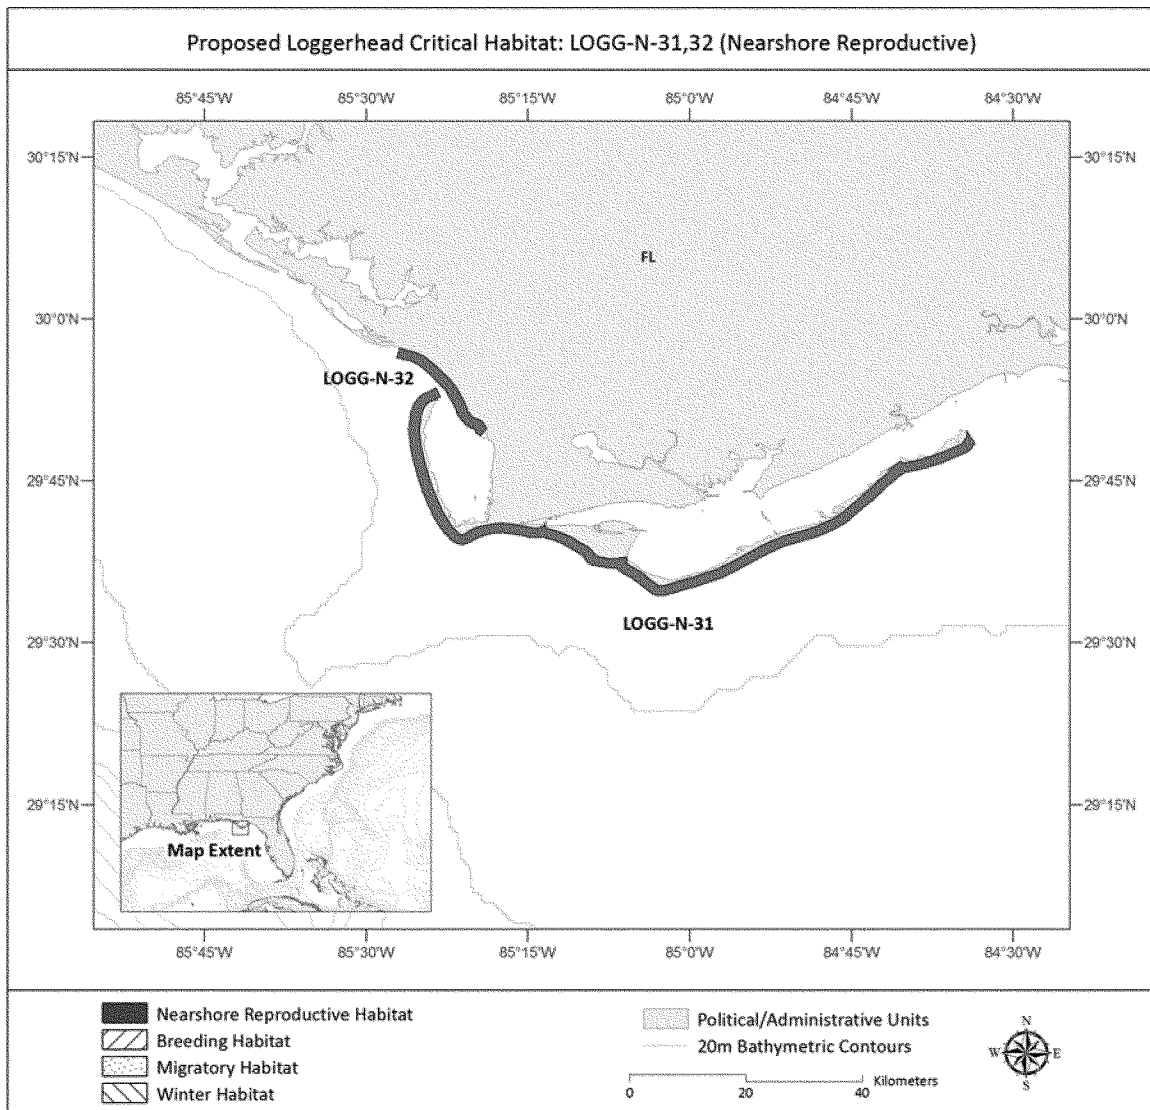 Proposed Loggerhead Critical Habitat: LOGG-N-31,32 (Nearshore Reproductive)
85°45'W 85°30'W 85°15'W 85°0'W 84°45'W 84°30'W
30°15'N 30°15'N
FL
30°0'N 30°0'N
LOGG-N-32
29°45'N 29°45'N
LOGG-N-31
29°30'N 29°30'N
29°15'N 29°15'N
Map Extent
85°45'W 85°30'W 85°15'W 85°0'W 84°45'W 84°30'W
Nearshore Reproductive Habitat
Breeding Habitat
Migratory Habitat
Winter Habitat
Political/Administrative Units
20m Bathymetric Contours
Kilometers
0 20 40
N
W E
S